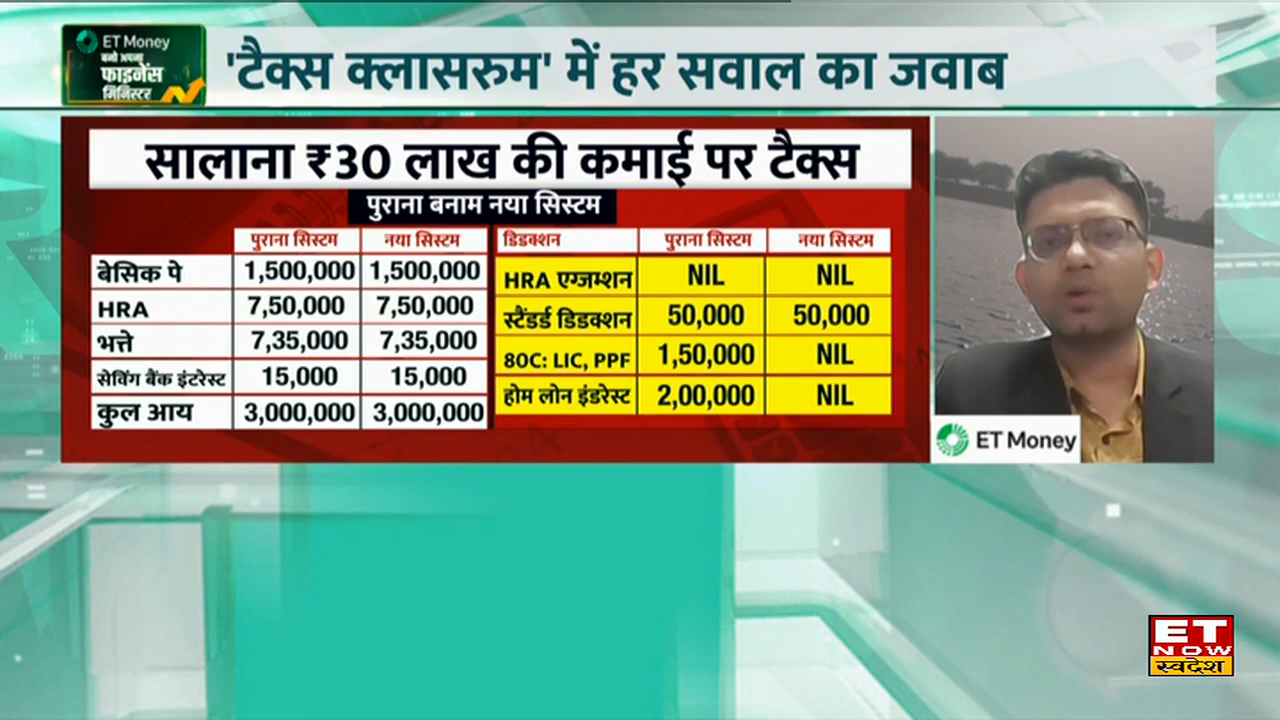 ET Money
बनो अपना
फाइनेंस
मिनिस्टर
'टैक्स क्लासरुम' में हर सवाल का जवाब
सालाना ₹30 लाख की कमाई पर टैक्स
पुराना बनाम नया सिस्टम
पुराना सिस्टम नया सिस्टम
बेसिक पे 1,500,000 1,500,000
HRA 7,50,000 7,50,000
भत्ते 7,35,000 7,35,000
सेविंग बैंक इंटरेस्ट 15,000 15,000
कुल आय 3,000,000 3,000,000
डिडक्शन पुराना सिस्टम नया सिस्टम
HRA एग्जम्शन NIL NIL
स्टैंडर्ड डिडक्शन 50,000 50,000
80C: LIC, PPF 1,50,000 NIL
होम लोन इंडरेस्ट 2,00,000 NIL
ET Money
ET
NOW
स्वदेश